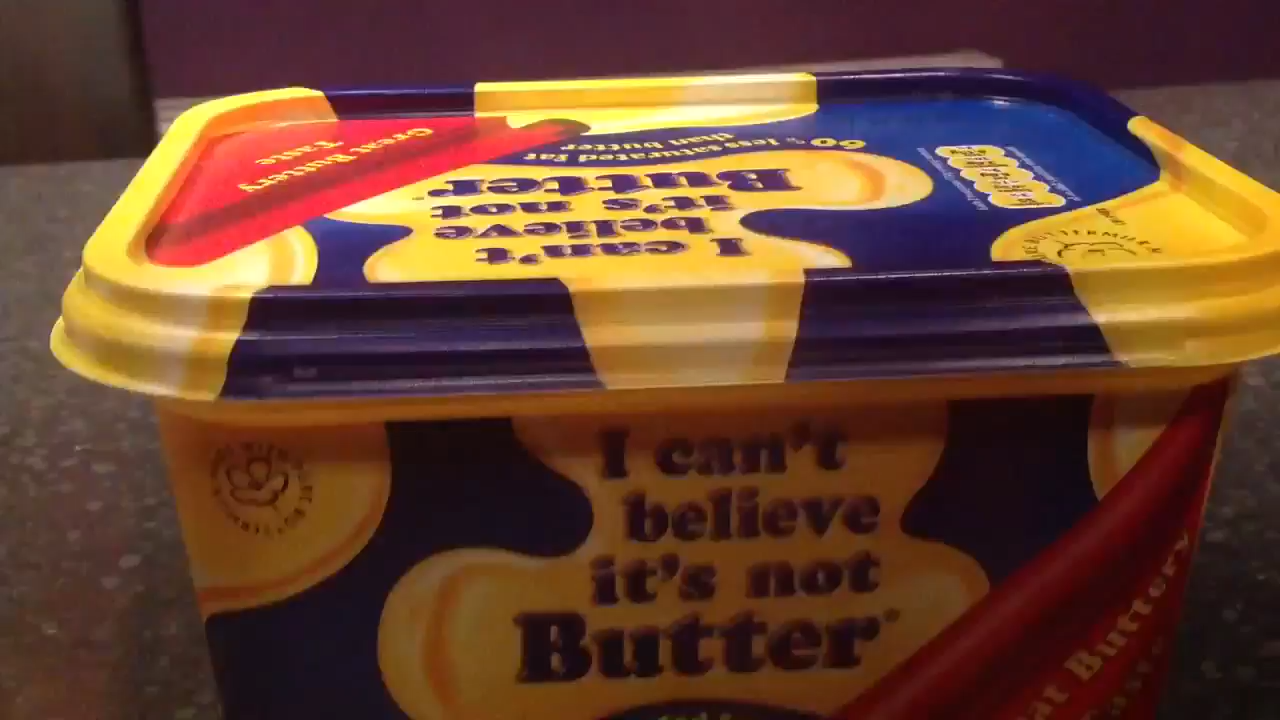 Great Buttery
Taste
60% less saturated fat
than butter
I can't
believe
it's not
Butter
I can't
believe
it's not
Butter
Buttery